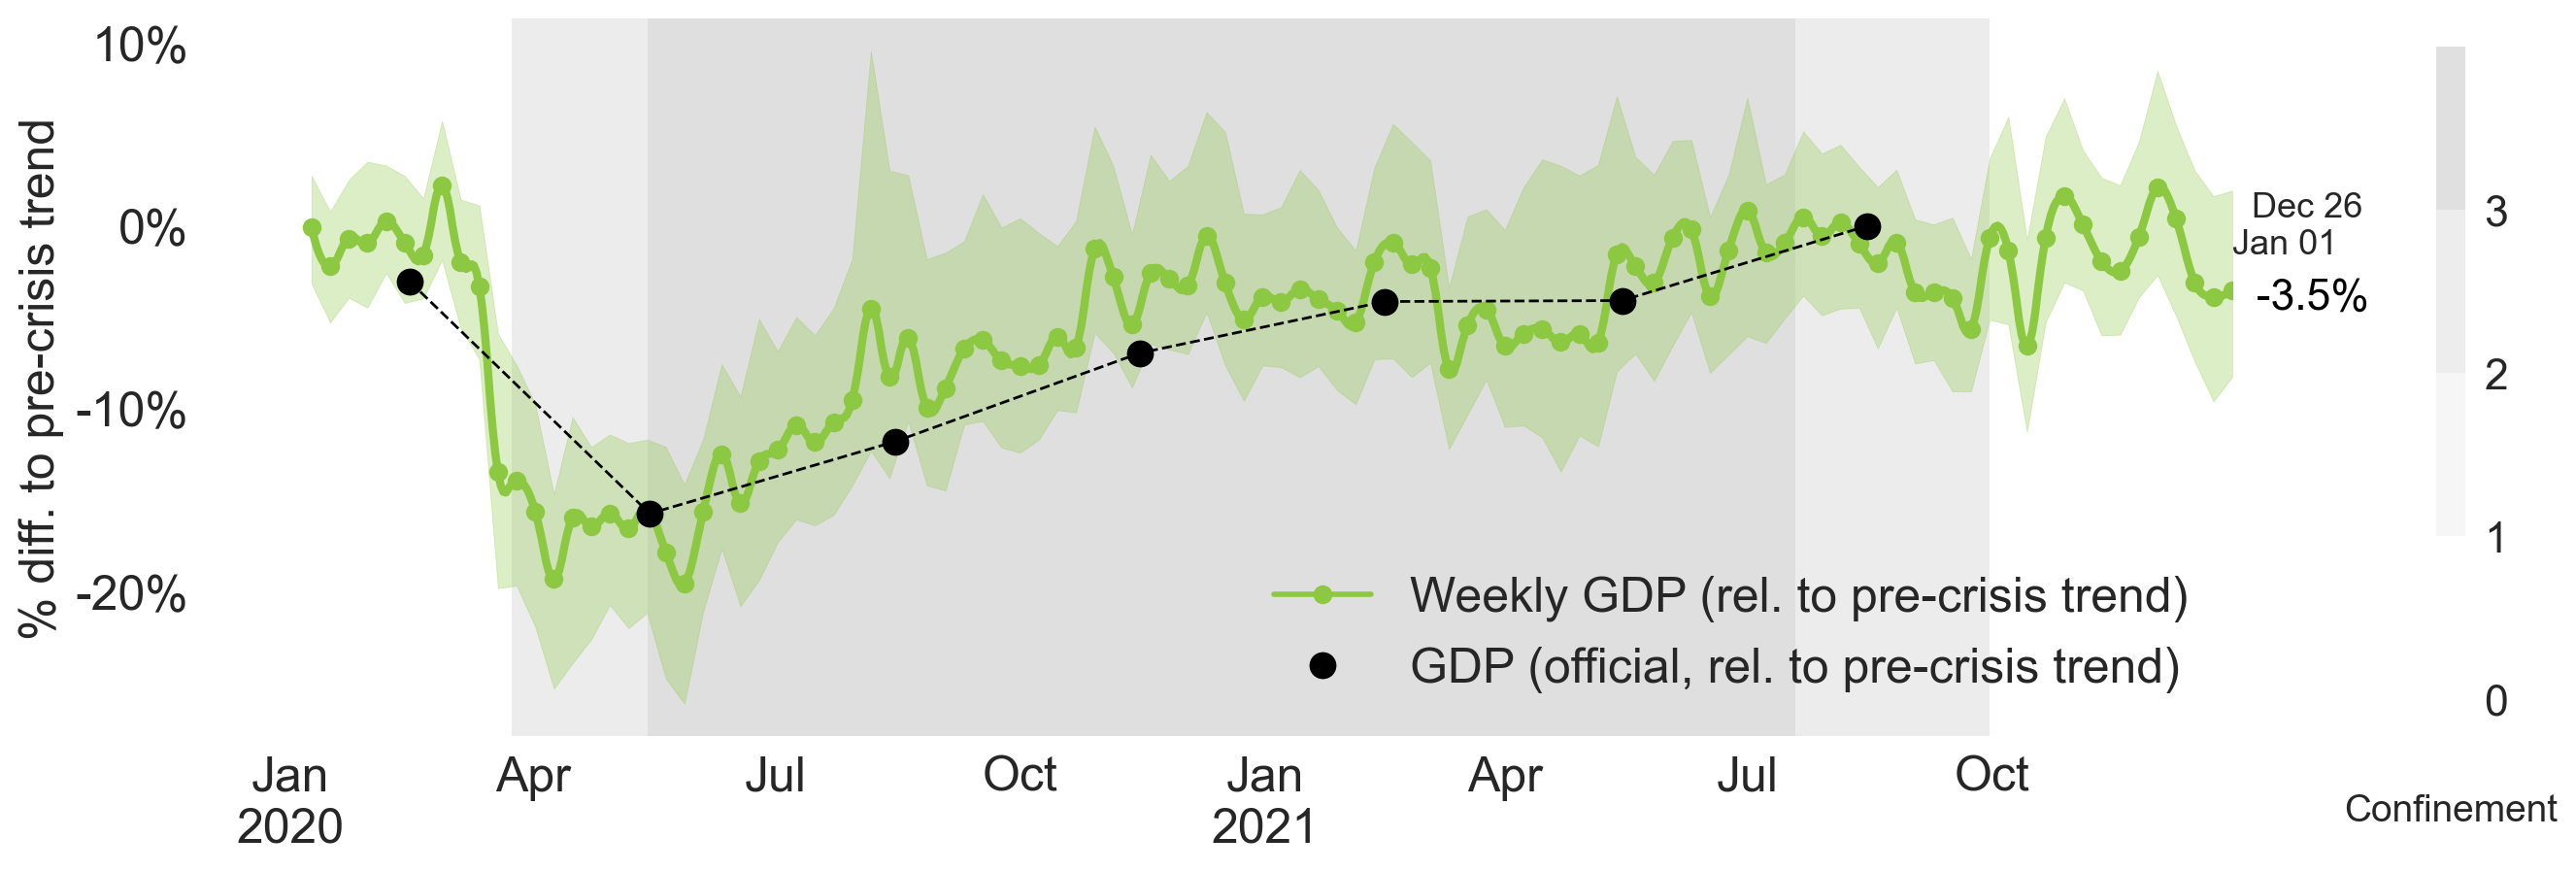 % diff. to pre-crisis trend
10%
0%
-10%
-20%
Jan
2020
Apr
Jul
Oct
Jan
2021
Apr
Jul
Oct
Dec 26
Jan 01
-3.5%
Weekly GDP (rel. to pre-crisis trend)
GDP (official, rel. to pre-crisis trend)
3
2
1
0
Confinement